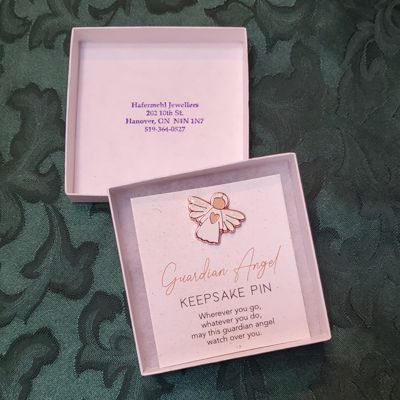 Hafermehl Jewellers
202 10th St.
Hanover, ON N4N 1N7
519-364-0527
Guardian Angel
KEEPSAKE PIN
Wherever you go,
whatever you do,
may this guardian angel
watch over you.